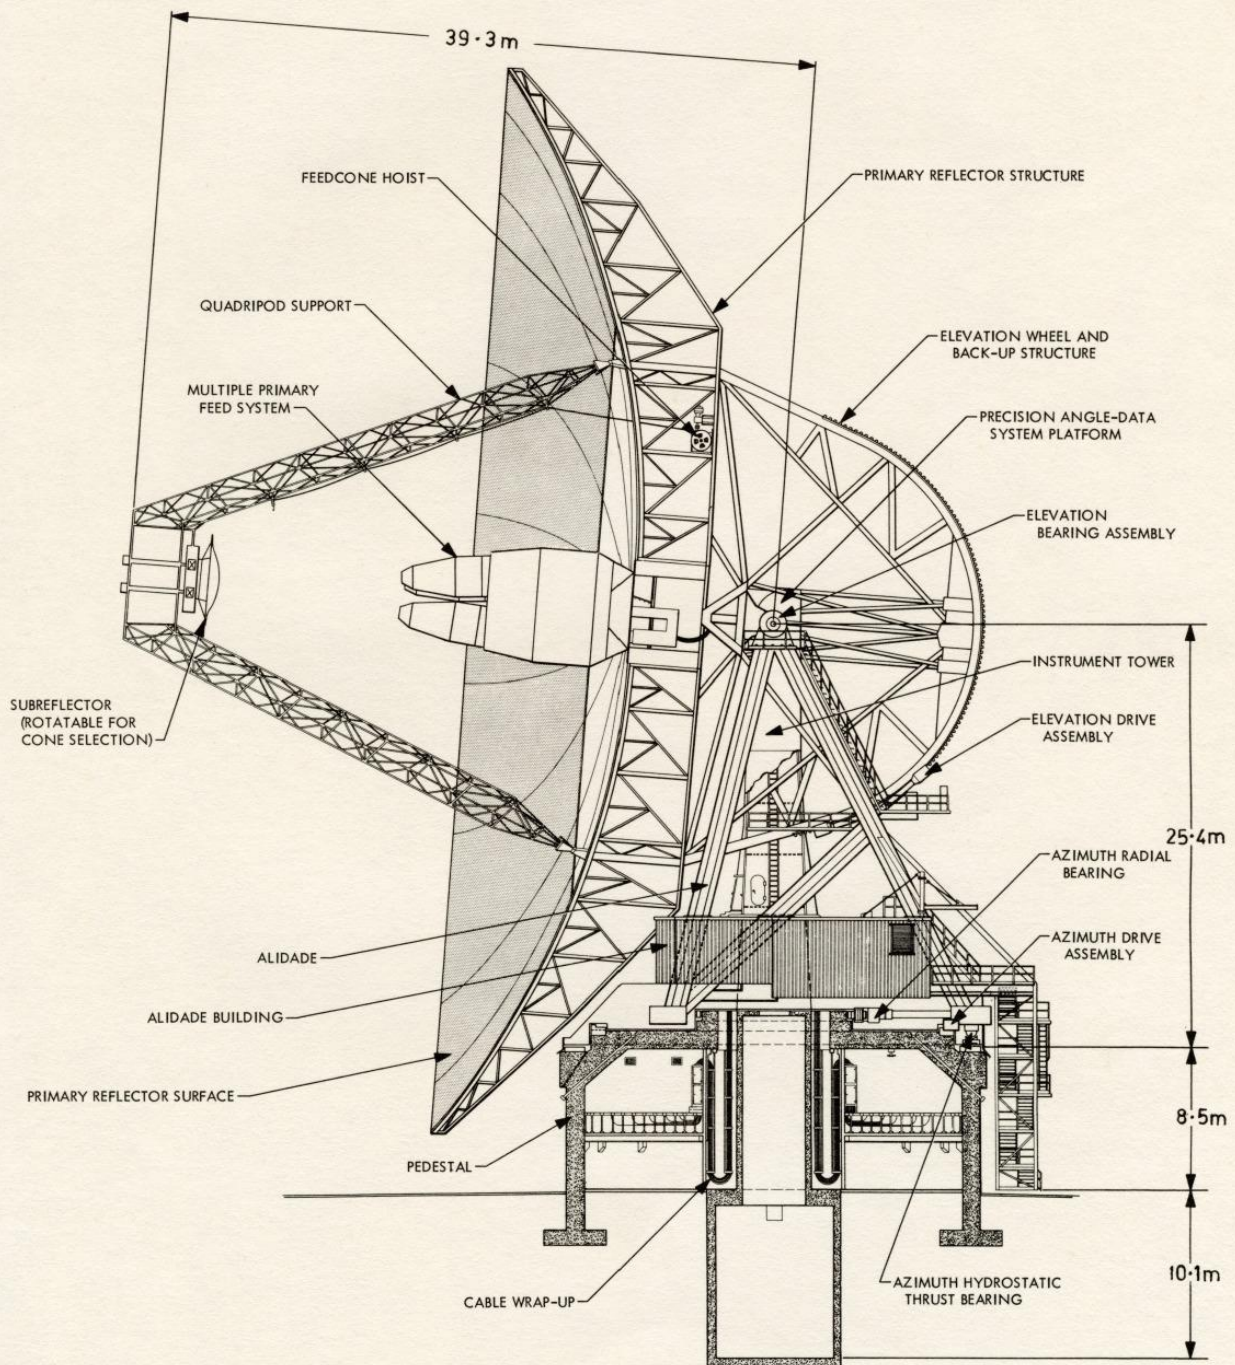 39·3m
FEEDCONE HOIST
PRIMARY REFLECTOR STRUCTURE
QUADRIPOD SUPPORT
ELEVATION WHEEL AND
BACK-UP STRUCTURE
MULTIPLE PRIMARY
FEED SYSTEM
PRECISION ANGLE-DATA
SYSTEM PLATFORM
ELEVATION
BEARING ASSEMBLY
INSTRUMENT TOWER
SUBREFLECTOR
(ROTATABLE FOR
CONE SELECTION)
ELEVATION DRIVE
ASSEMBLY
25·4m
AZIMUTH RADIAL
BEARING
ALIDADE
AZIMUTH DRIVE
ASSEMBLY
ALIDADE BUILDING
PRIMARY REFLECTOR SURFACE
8·5m
PEDESTAL
10·1m
CABLE WRAP-UP
AZIMUTH HYDROSTATIC
THRUST BEARING